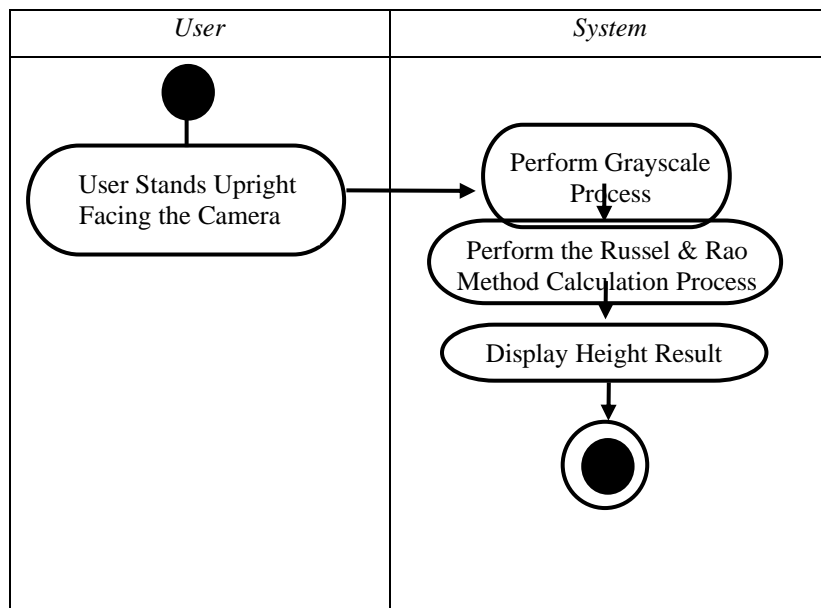 User
System
User Stands Upright
Facing the Camera
Perform Grayscale
Process
Perform the Russel & Rao
Method Calculation Process
Display Height Result